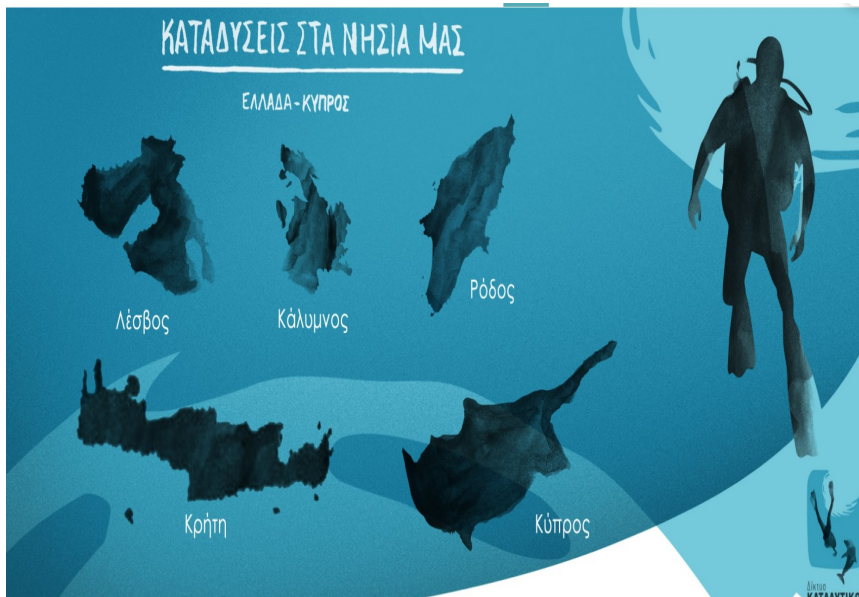 ΚΑΤΑΔΥΣΕΙΣ ΣΤΑ ΝΗΣΙΑ ΜΑΣ
ΕΛΛΑΔΑ - ΚΥΠΡΟΣ
Λέσβος
Κάλυμνος
Ρόδος
Κρήτη
Κύπρος
Δίκτυο